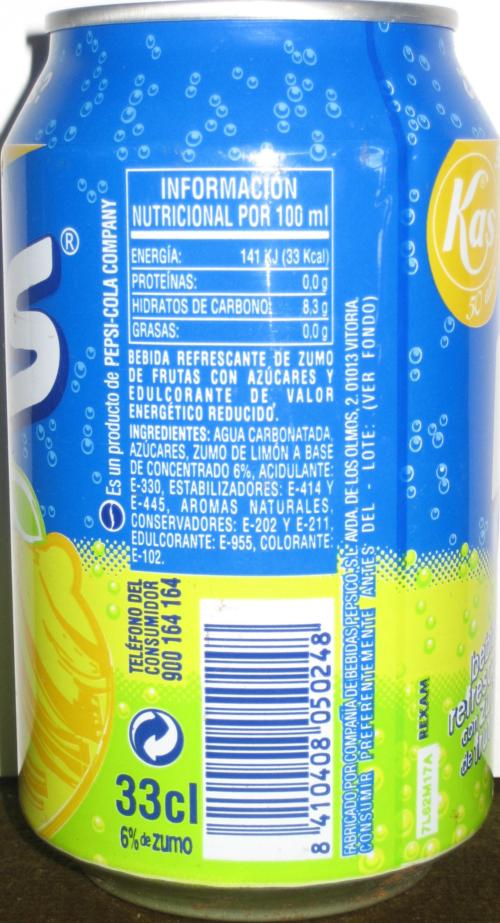 INFORMACIÓN
NUTRICIONAL POR 100 ml
ENERGÍA: 141 KJ (33 Kcal)
PROTEÍNAS: 0,0 g
HIDRATOS DE CARBONO: 8,3 g
GRASAS: 0,0 g
BEBIDA REFRESCANTE DE ZUMO
DE FRUTAS CON AZÚCARES Y
EDULCORANTE DE, VALOR
ENERGÉTICO REDUCIDO.
INGREDIENTES: AGUA CARBONATADA,
AZÚCARES, ZUMO DE LIMÓN A BASE
DE CONCENTRADO 6%, ACIDULANTE:
E-330, ESTABILIZADORES: E-414 Y
E-445, AROMAS NATURALES,
CONSERVADORES: E-202 Y E-211,
EDULCORANTE: E-955, COLORANTE:
E-102.
Es un producto de PEPSI-COLA COMPANY
®
TELÉFONO DEL
CONSUMIDOR
900 164 164
33cl
6% de zumo
8 410408 050248
FABRICADO POR COMPAÑIA DE BEBIDAS PEPSICO, S.L. AVDA. DE LOS OLMOS, 2. 01013 VITORIA.
CONSUMIR PREFERENTEMENTE ANTES DEL - LOTE: (VER FONDO)
REXAM
7L62M17A
Kas
50